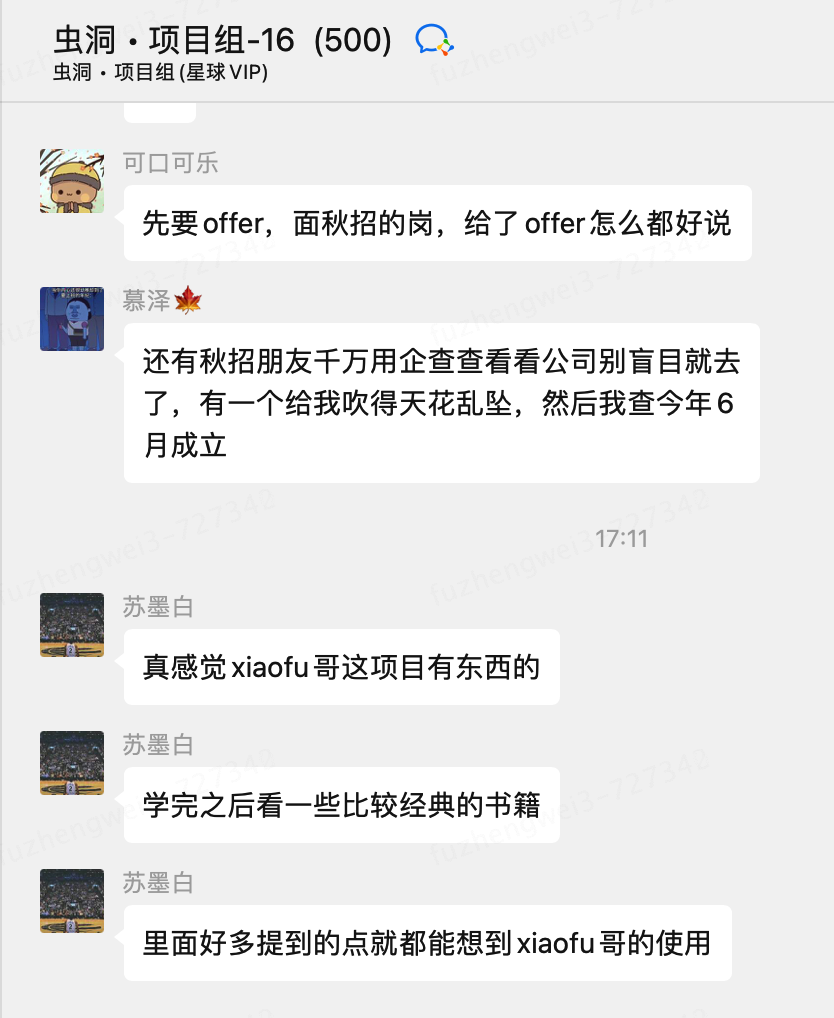 虫洞·项目组-16（500）
虫洞·项目组(星球VIP)
可口可乐
先要offer，面秋招的岗，给了offer怎么都好说
慕泽🍁
还有秋招朋友千万用企查查看看公司别盲目就去
了，有一个给我吹得天花乱坠，然后我查今年6
月成立
17:11
苏墨白
真感觉xiaofu哥这项目有东西的
苏墨白
学完之后看一些比较经典的书籍
苏墨白
里面好多提到的点就都能想到xiaofu哥的使用
fuzhengwei3-727342